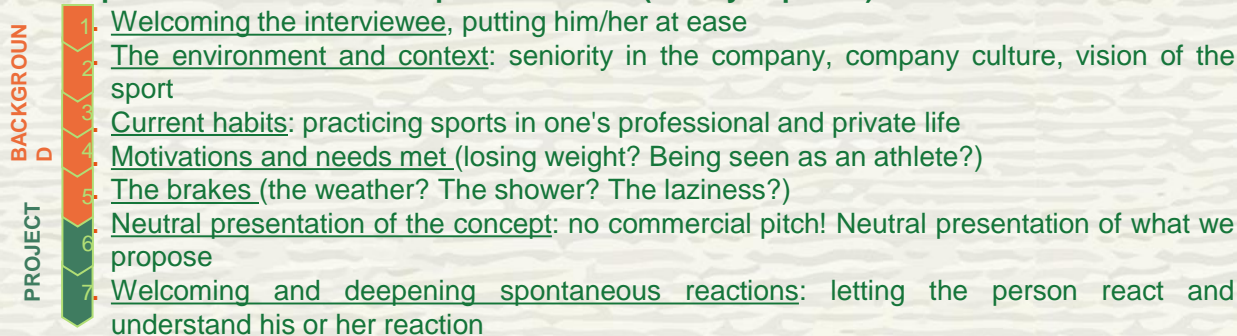 1. Welcoming the interviewee, putting him/her at ease
2. The environment and context: seniority in the company, company culture, vision of the
sport
3. Current habits: practicing sports in one's professional and private life
4. Motivations and needs met (losing weight? Being seen as an athlete?)
5. The brakes (the weather? The shower? The laziness?)
6. Neutral presentation of the concept: no commercial pitch! Neutral presentation of what we
propose
7. Welcoming and deepening spontaneous reactions: letting the person react and
understand his or her reaction
BACKGROUN
D
PROJECT